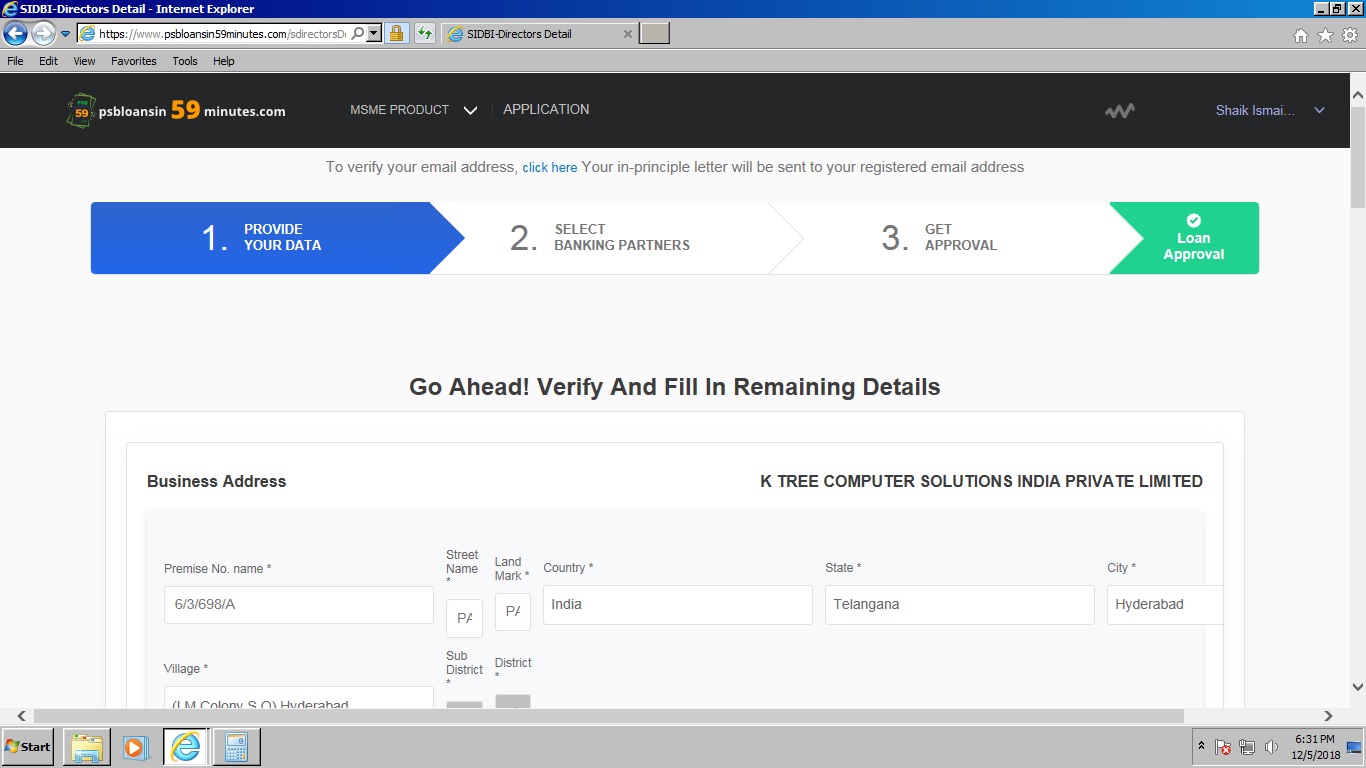 SIDBI-Directors Detail - Internet Explorer
https://www.psbloansin59minutes.com/sdirectorsD
SIDBI-Directors Detail
File Edit View Favorites Tools Help
PSB
59
psbloansin 59 minutes.com
MSME PRODUCT
APPLICATION
Shaik Ismai...
To verify your email address, click here Your in-principle letter will be sent to your registered email address
1. PROVIDE
YOUR DATA
2. SELECT
BANKING PARTNERS
3. GET
APPROVAL
Loan
Approval
Go Ahead! Verify And Fill In Remaining Details
Business Address
K TREE COMPUTER SOLUTIONS INDIA PRIVATE LIMITED
Premise No. name *
Street
Name
*
Land
Mark *
Country *
State *
City *
6/3/698/A
PA
PA
India
Telangana
Hyderabad
Village *
Sub
District
*
District
*
(I M Colony S.O) Hyderabad
Start
6:31 PM
12/5/2018